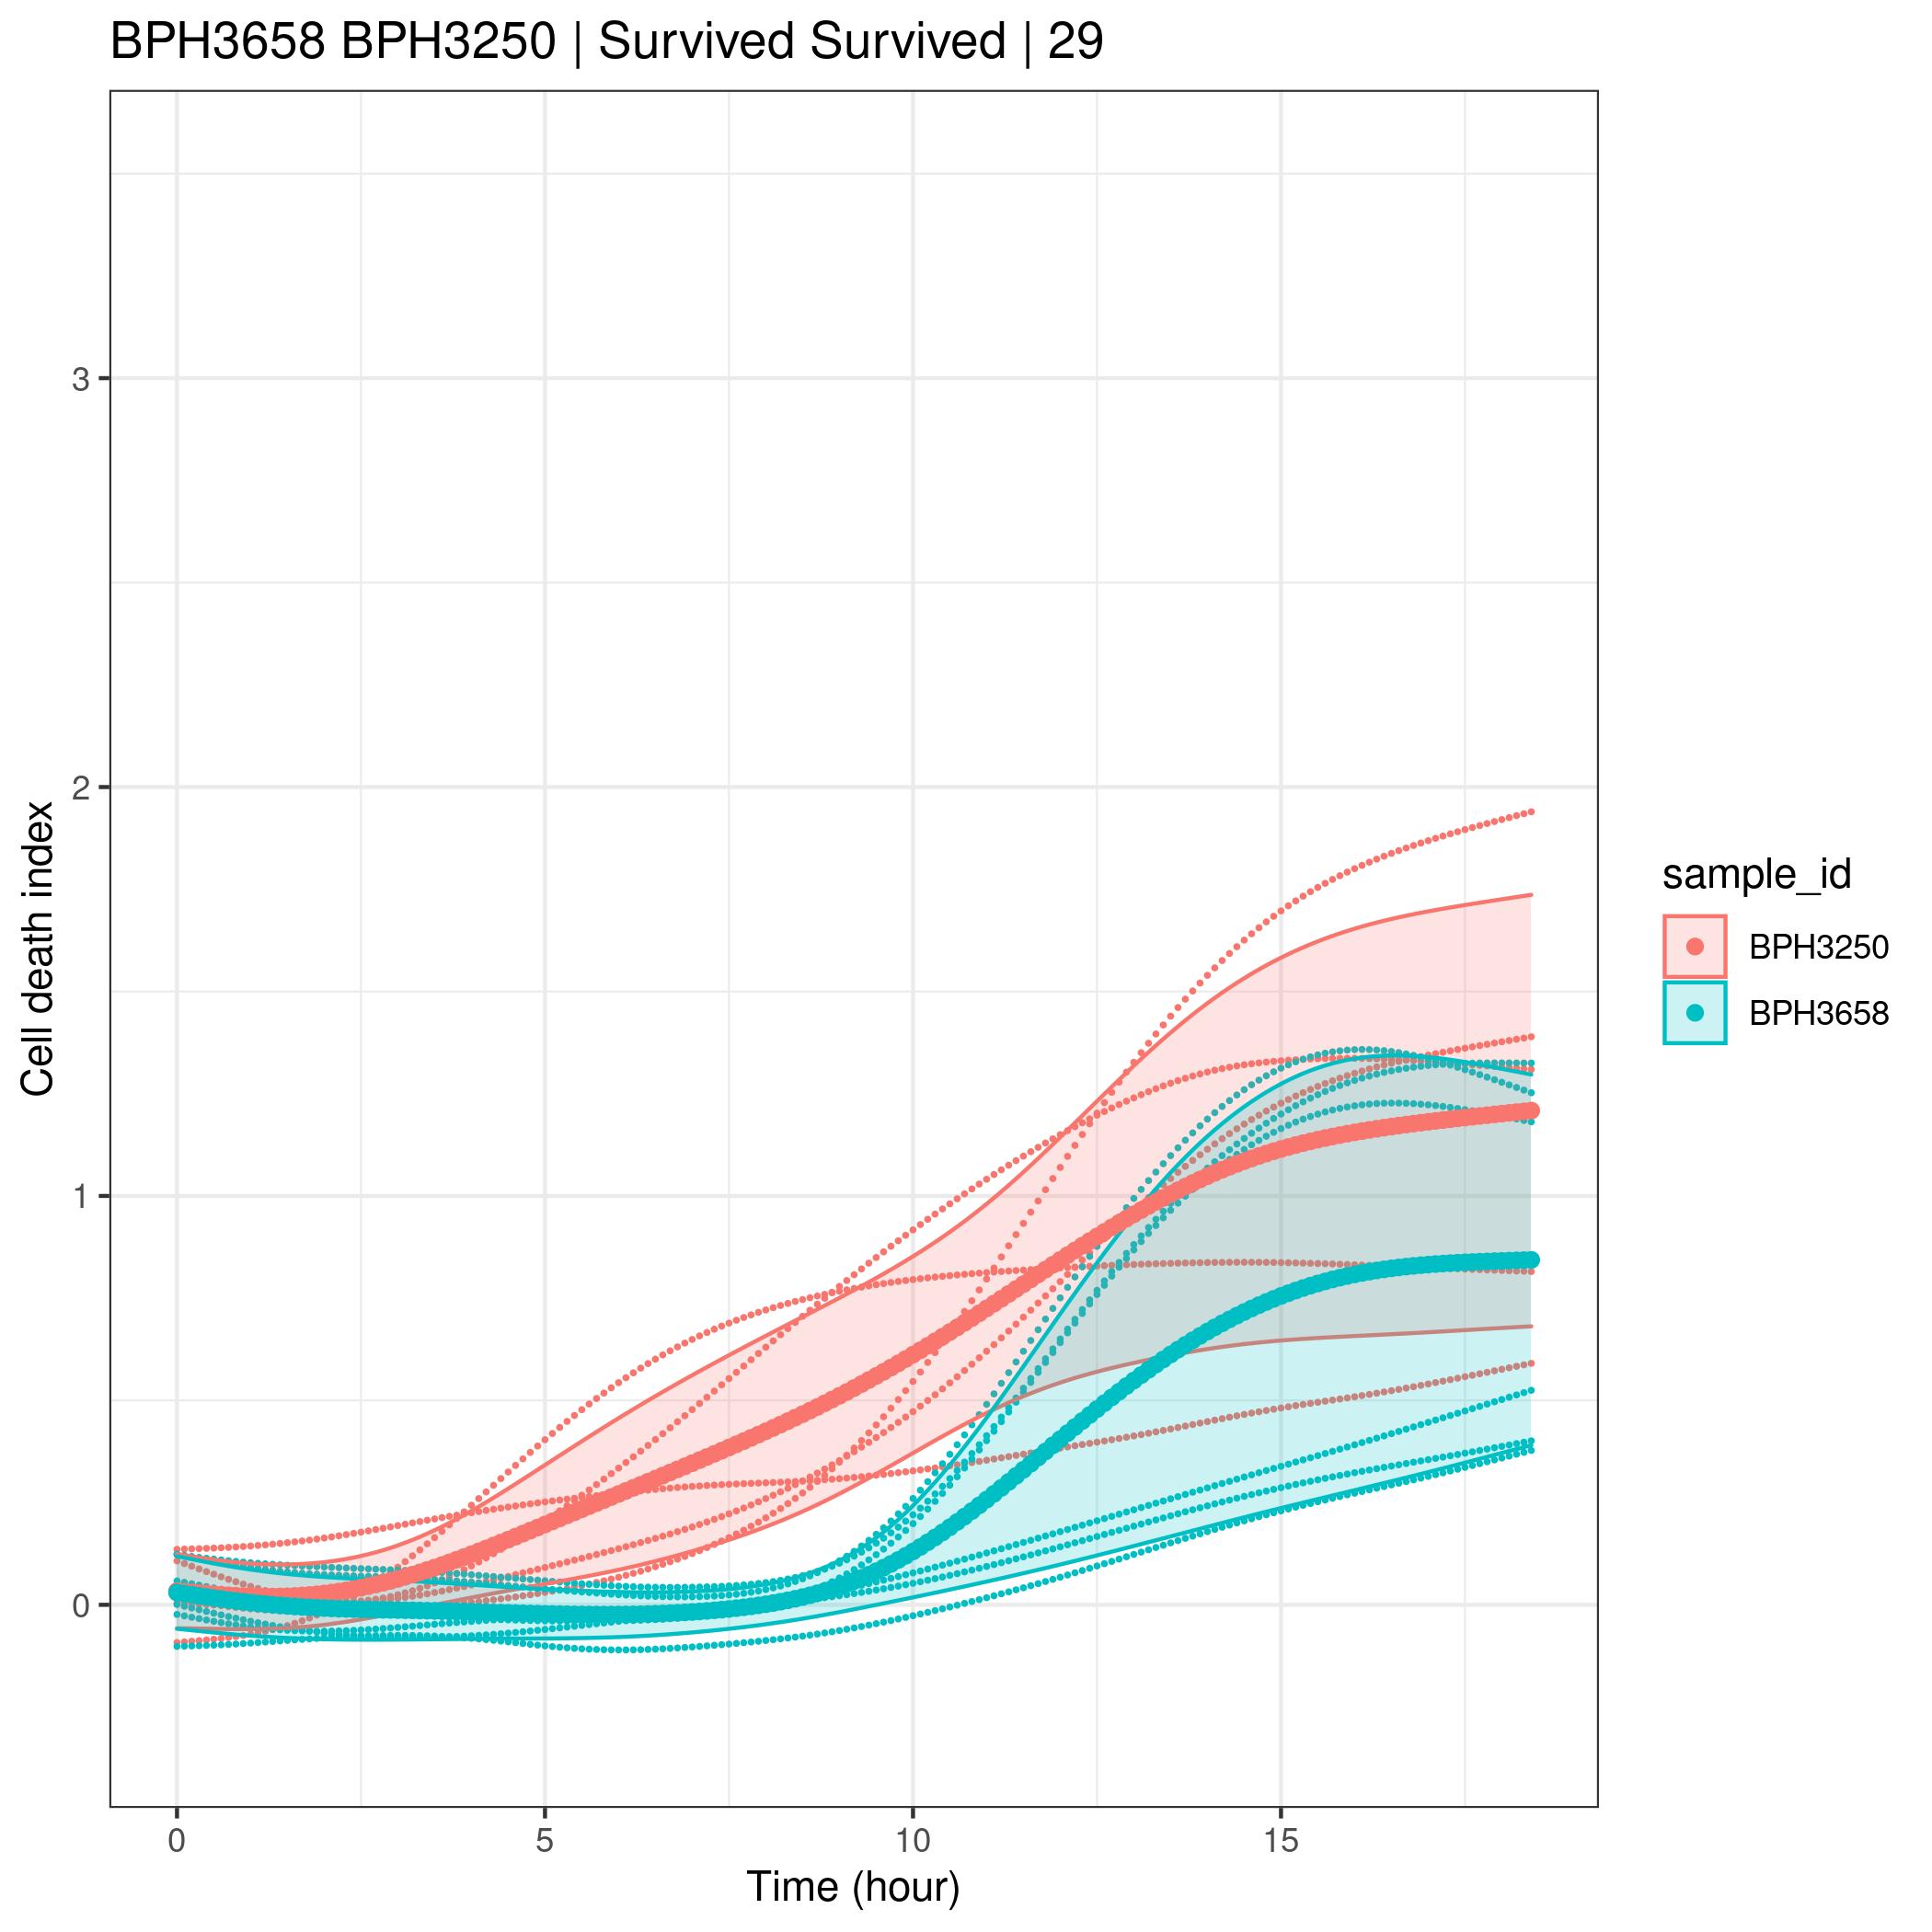 BPH3658 BPH3250 | Survived Survived | 29
3
2
1
0
Cell death index
0 5 10 15
Time (hour)
sample_id
BPH3250
BPH3658